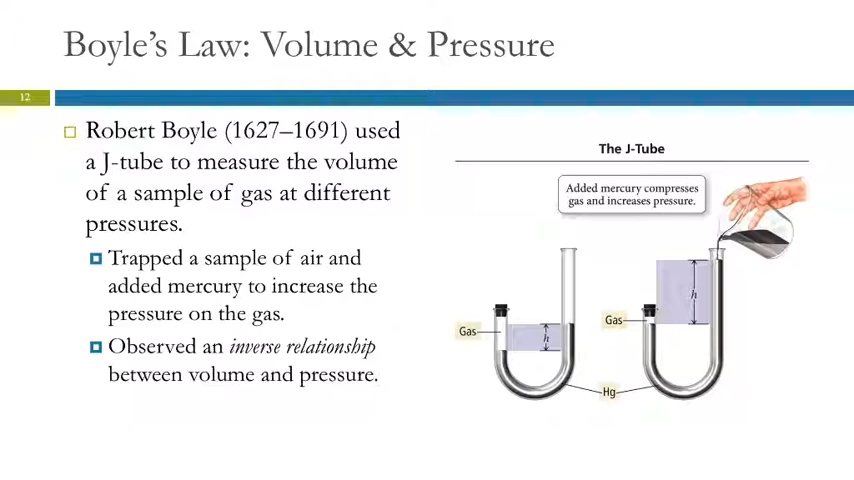 Boyle’s Law: Volume & Pressure
12
Robert Boyle (1627–1691) used
a J-tube to measure the volume
of a sample of gas at different
pressures.
Trapped a sample of air and
added mercury to increase the
pressure on the gas.
Observed an inverse relationship
between volume and pressure.
The J-Tube
Added mercury compresses
gas and increases pressure.
h
Gas
Gas
h
Hg